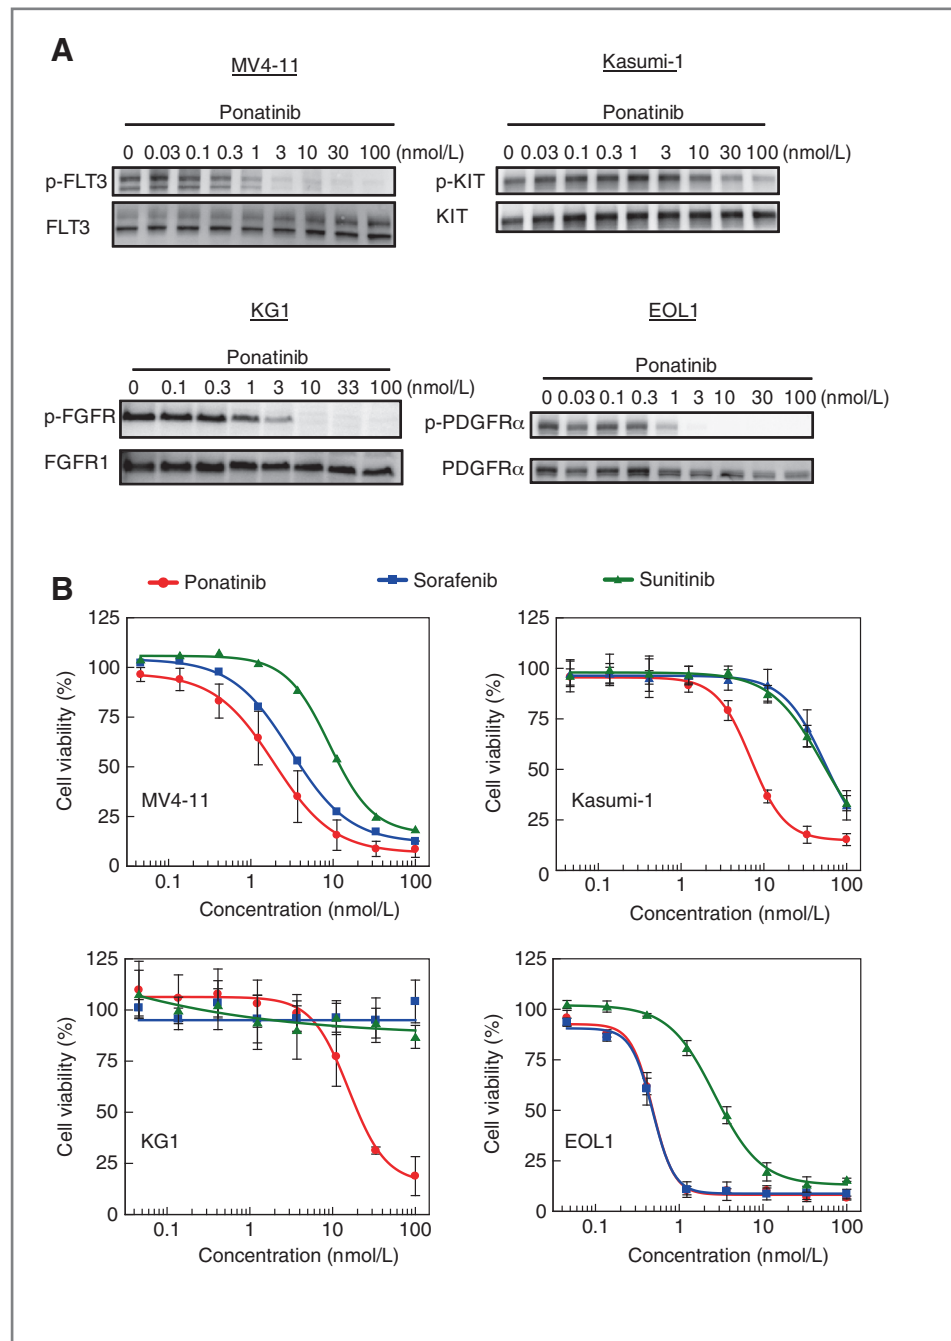 A
MV4-11
Ponatinib
0 0.03 0.1 0.3 1 3 10 30 100 (nmol/L)
p-FLT3
FLT3
Kasumi-1
Ponatinib
0 0.03 0.1 0.3 1 3 10 30 100 (nmol/L)
p-KIT
KIT
KG1
Ponatinib
0 0.1 0.3 1 3 10 33 100 (nmol/L)
p-FGFR
FGFR1
EOL1
Ponatinib
0 0.03 0.1 0.3 1 3 10 30 100 (nmol/L)
p-PDGFRα
PDGFRα
B
Ponatinib Sorafenib Sunitinib
125
100
75
50
25
0
Cell viability (%)
MV4-11
0.1 1 10 100
Concentration (nmol/L)
125
100
75
50
25
0
Cell viability (%)
Kasumi-1
0.1 1 10 100
Concentration (nmol/L)
125
100
75
50
25
0
Cell viability (%)
KG1
0.1 1 10 100
Concentration (nmol/L)
125
100
75
50
25
0
Cell viability (%)
EOL1
0.1 1 10 100
Concentration (nmol/L)